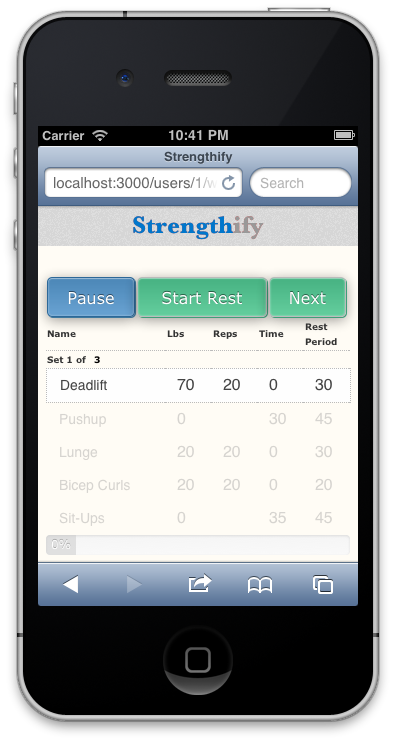 Carrier 10:41 PM
Strengthify
localhost:3000/users/1/w Search
Strengthify
Pause Start Rest Next
Name Lbs Reps Time Rest Period
Set 1 of 3
Deadlift 70 20 0 30
Pushup 0 30 45
Lunge 20 20 0 30
Bicep Curls 20 20 0 20
Sit-Ups 0 35 45
0%